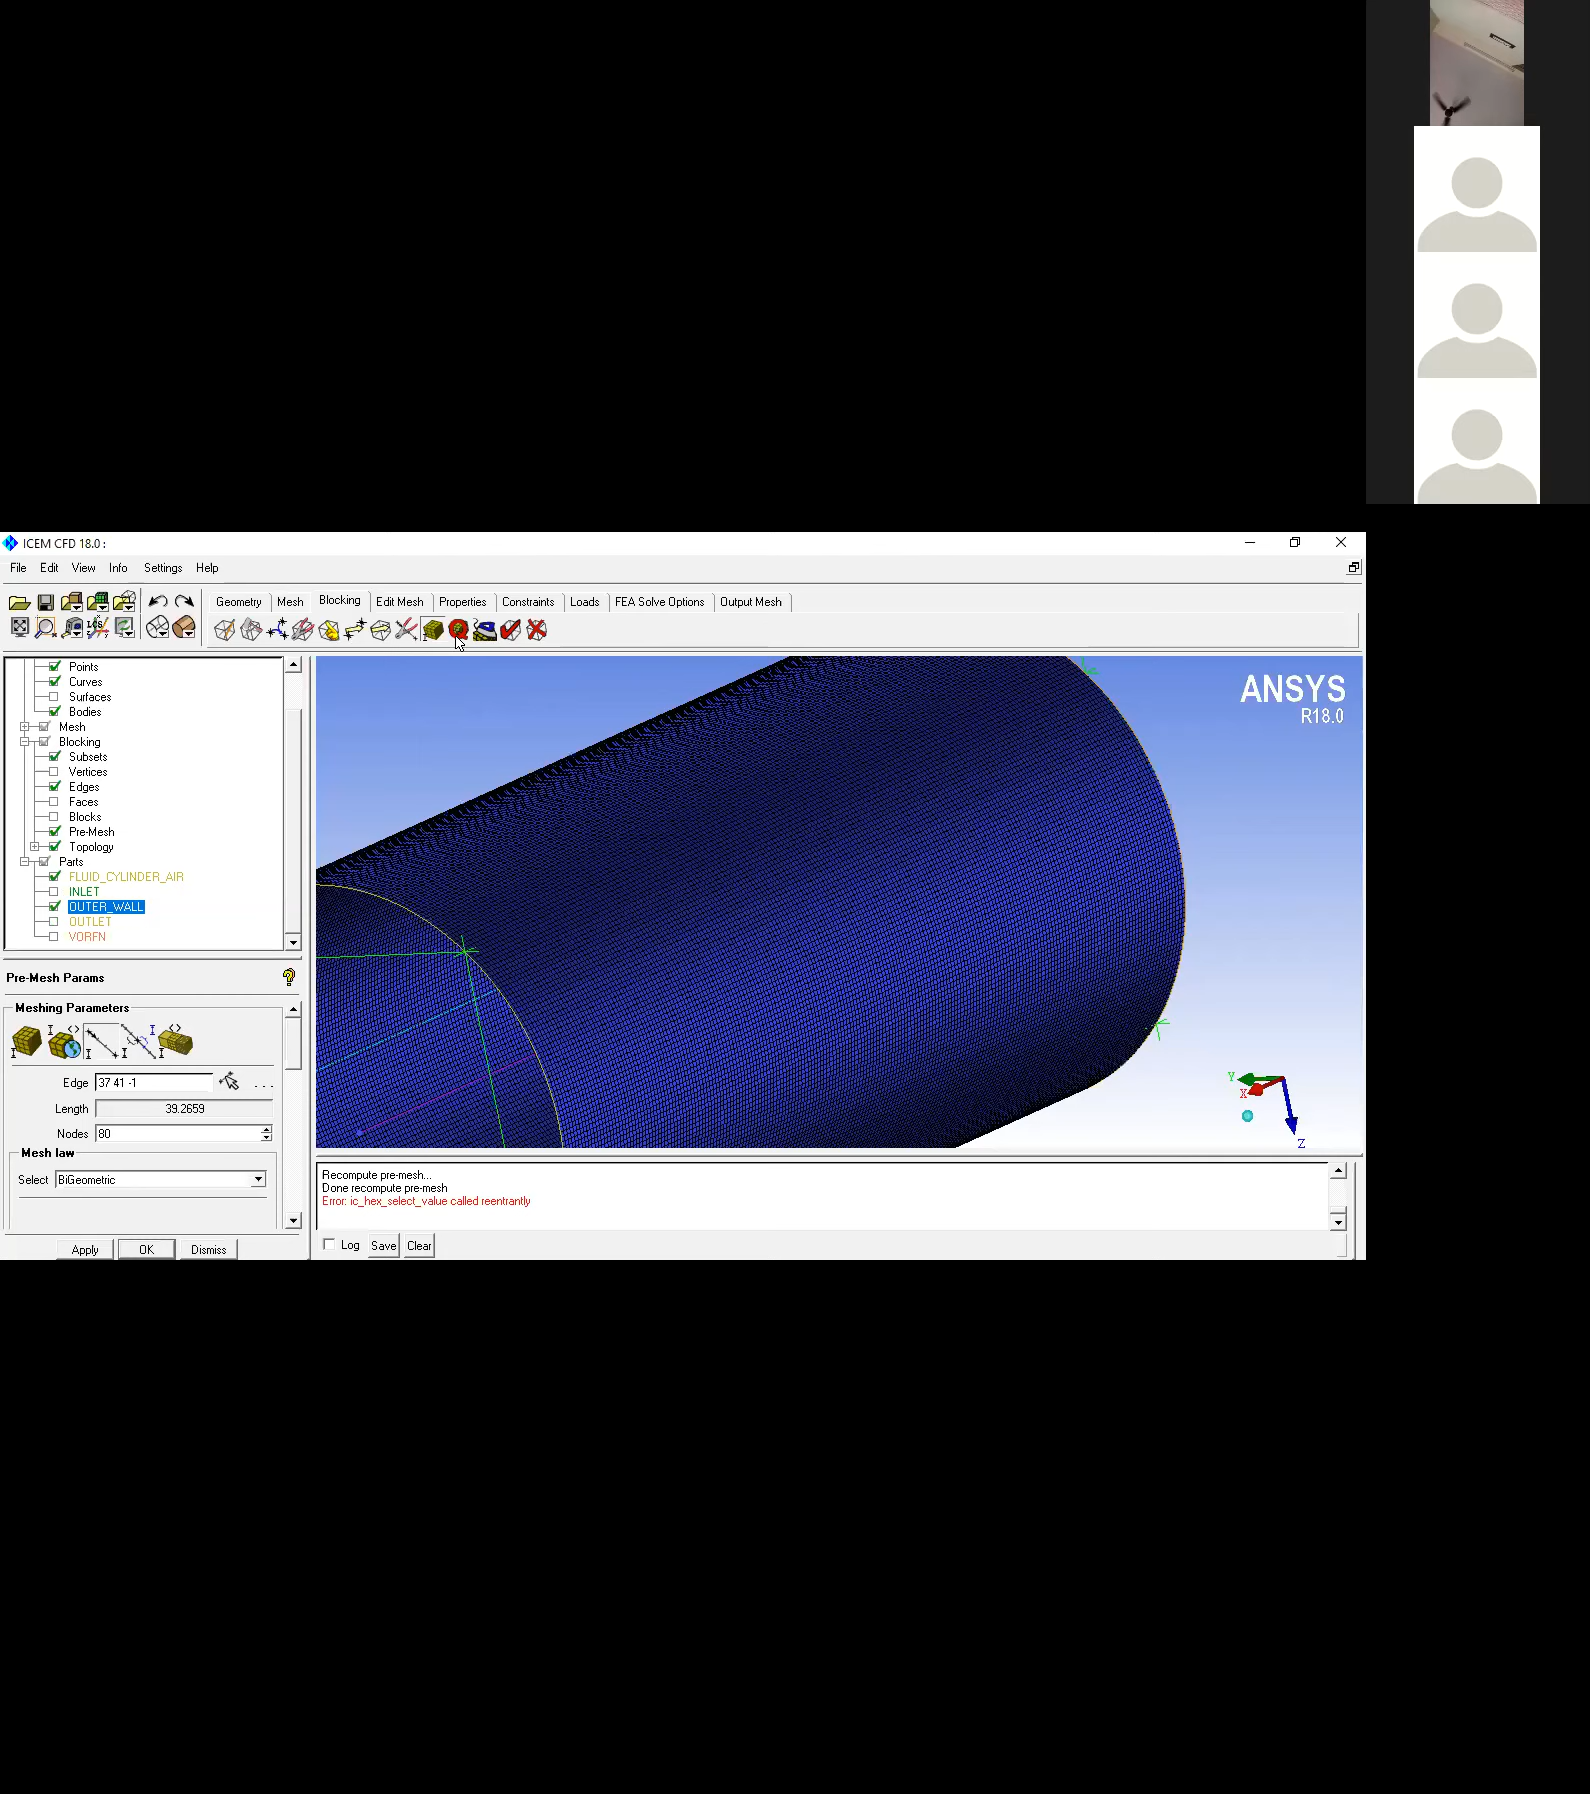 ICEM CFD 18.0 :
File Edit View Info Settings Help
Geometry Mesh Blocking Edit Mesh Properties Constraints Loads FEA Solve Options Output Mesh
Points
Curves
Surfaces
Bodies
Mesh
Blocking
Subsets
Vertices
Edges
Faces
Blocks
Pre-Mesh
Topology
Parts
FLUID_CYLINDER_AIR
INLET
OUTER_WALL
OUTLET
VORFN
ANSYS
R18.0
Y
X
Z
Pre-Mesh Params
Meshing Parameters
Edge 37 41 -1 . . .
Length 39.2659
Nodes 80
Mesh law
Select BiGeometric
Apply OK Dismiss
Recompute pre-mesh...
Done recompute pre-mesh
Error: ic_hex_select_value called reentrantly
Log Save Clear